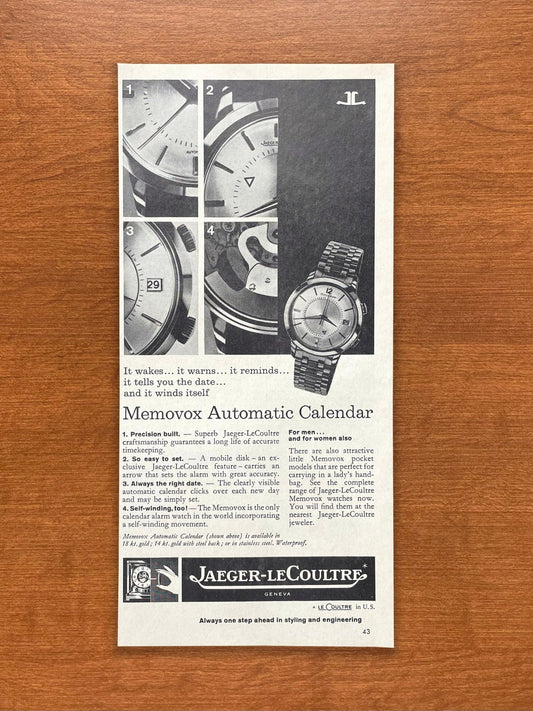 1
2
JL
AUTOM
JAEGER-LECOULTRE
3
4
29
12
It wakes... it warns... it reminds...
it tells you the date...
and it winds itself
Memovox Automatic Calendar
1. Precision built. — Superb Jaeger-LeCoultre
craftsmanship guarantees a long life of accurate
timekeeping.
2. So easy to set. — A mobile disk – an ex-
clusive Jaeger-LeCoultre feature – carries an
arrow that sets the alarm with great accuracy.
3. Always the right date. — The clearly visible
automatic calendar clicks over each new day
and may be simply set.
4. Self-winding, too! — The Memovox is the only
calendar alarm watch in the world incorporating
a self-winding movement.
Memovox Automatic Calendar (shown above) is available in
18 kt. gold; 14 kt. gold with steel back; or in stainless steel. Waterproof.
For men...
and for women also
There are also attractive
little Memovox pocket
models that are perfect for
carrying in a lady's hand-
bag. See the complete
range of Jaeger-LeCoultre
Memovox watches now.
You will find them at the
nearest Jaeger-LeCoultre
jeweler.
JAEGER-LECOULTRE*
GENEVA
* LE COULTRE in U.S.
Always one step ahead in styling and engineering
43